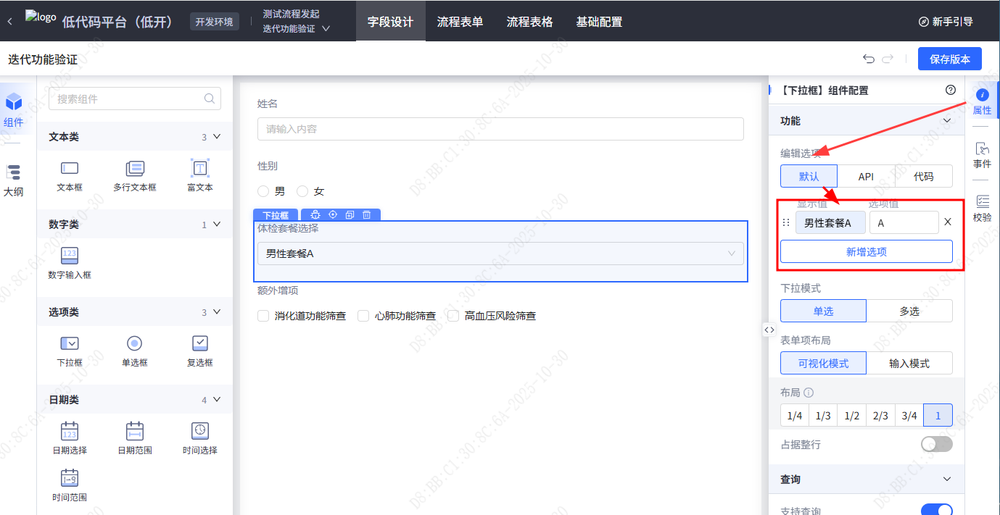 logo 低代码平台（低开） 开发环境 测试流程发起
迭代功能验证
字段设计 流程表单 流程表格 基础配置 新手引导
迭代功能验证 保存版本
组件
大纲
搜索组件
文本类 3
文本框 多行文本框 富文本
数字类 1
123
数字输入框
选项类 3
下拉框 单选框 复选框
日期类 4
123
日期选择 日期范围 时间选择
1-9
时间范围
姓名
请输入内容
性别
男 女
下拉框
体检套餐选择
男性套餐A
额外增项
消化道功能筛查 心肺功能筛查 高血压风险筛查
【下拉框】组件配置
功能
编辑选项
默认 API 代码
显示值 选项值
男性套餐A A X
新增选项
下拉模式
单选 多选
表单项布局
可视化模式 输入模式
布局
1/4 1/3 1/2 2/3 3/4 1
占据整行
查询
支持查询
属性
事件
校验
D8:BB:C1:30:8C:6A-2025-10-30